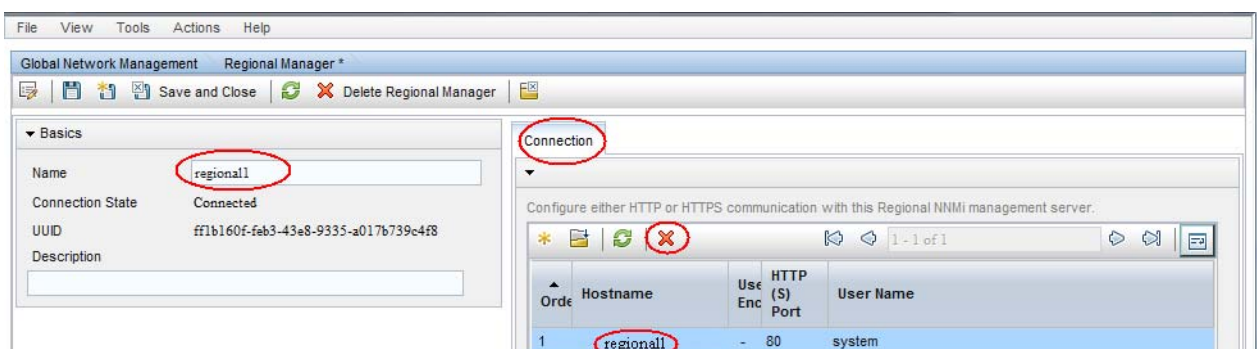 File View Tools Actions Help
Global Network Management Regional Manager *
Save and Close Delete Regional Manager
Basics
Name regional1
Connection State Connected
UUID ff1b160f-feb3-43e8-9335-a017b739c4f8
Description
Connection
Configure either HTTP or HTTPS communication with this Regional NNMi management server.
1 - 1 of 1
Orde Hostname Use Enc HTTP (S) Port User Name
1 regional1 - 80 system